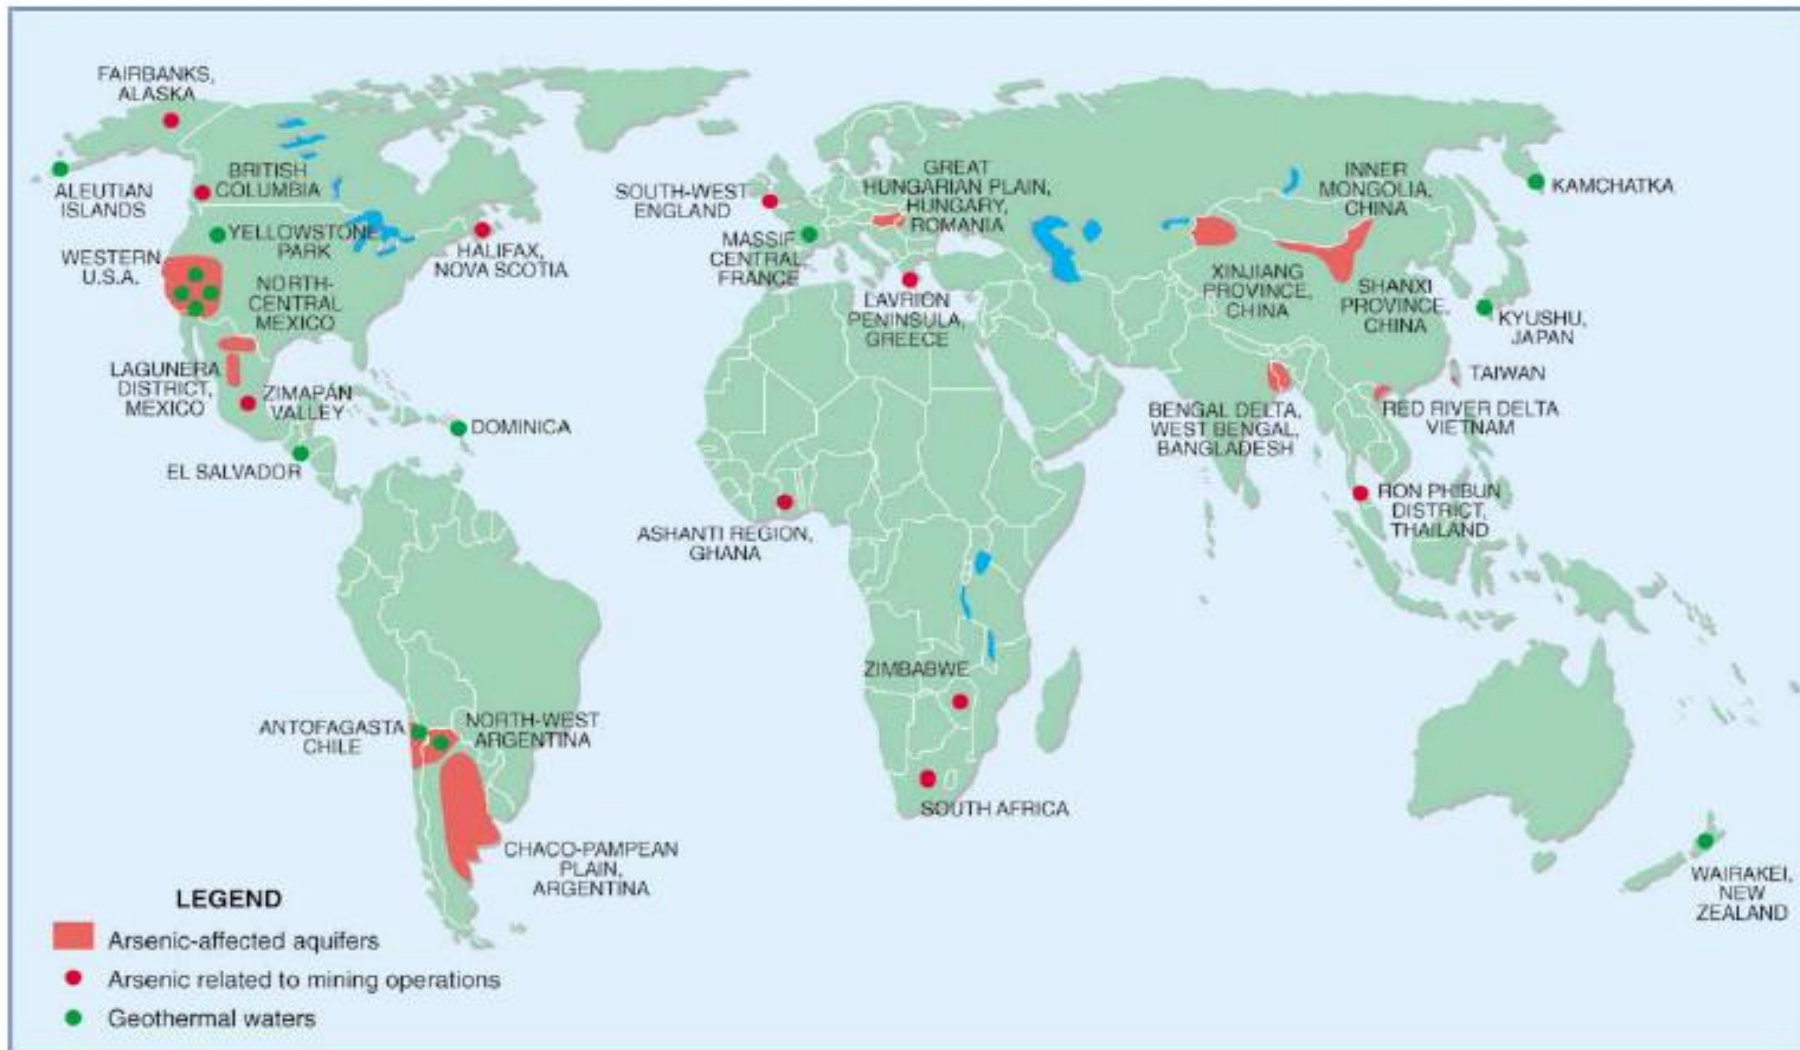 FAIRBANKS,
ALASKA
ALEUTIAN
ISLANDS
BRITISH
COLUMBIA
YELLOWSTONE
PARK
WESTERN
U.S.A.
NORTH-
CENTRAL
MEXICO
HALIFAX,
NOVA SCOTIA
LAGUNERA
DISTRICT,
MEXICO
ZIMAPÁN
VALLEY
DOMINICA
EL SALVADOR
SOUTH-WEST
ENGLAND
MASSIF
CENTRAL,
FRANCE
GREAT
HUNGARIAN PLAIN,
HUNGARY,
ROMANIA
LAVRION
PENINSULA,
GREECE
INNER
MONGOLIA,
CHINA
KAMCHATKA
XINJIANG
PROVINCE,
CHINA
SHANXI
PROVINCE,
CHINA
KYUSHU,
JAPAN
TAIWAN
BENGAL DELTA,
WEST BENGAL,
BANGLADESH
RED RIVER DELTA
VIETNAM
RON PHIBUN
DISTRICT,
THAILAND
ASHANTI REGION,
GHANA
ZIMBABWE
SOUTH AFRICA
ANTOFAGASTA
CHILE
NORTH-WEST
ARGENTINA
CHACO-PAMPEAN
PLAIN,
ARGENTINA
WAIRAKEI,
NEW
ZEALAND
LEGEND
Arsenic-affected aquifers
Arsenic related to mining operations
Geothermal waters